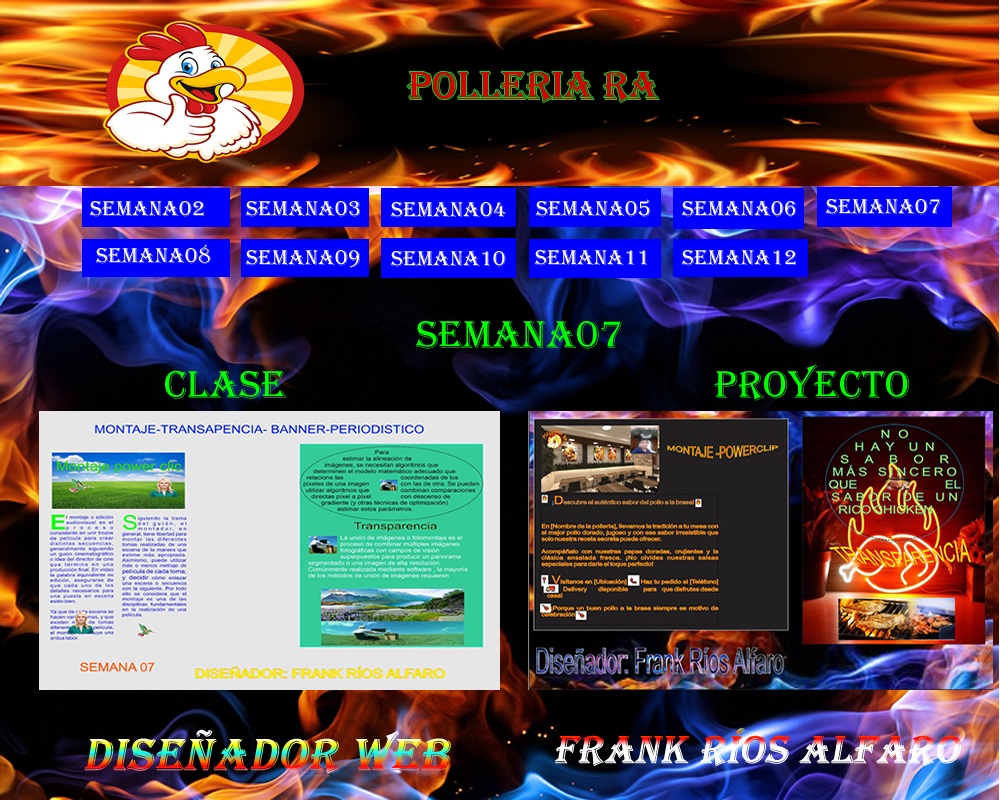 POLLERIA RA
SEMANA02
SEMANA03
SEMANA04
SEMANA05
SEMANA06
SEMANA07
SEMANA08
SEMANA09
SEMANA10
SEMANA11
SEMANA12
SEMANA07
CLASE
PROYECTO
MONTAJE-TRANSAPENCIA- BANNER-PERIODISTICO
Montaje power clic
El montaje o edición
audiovisual es el
proceso
consistente en unir trozos
de película para crear
distintas secuencias,
generalmente siguiendo
un guión cinematográfico
o idea del director de cine
que termina en una
producción final. En vídeo
la palabra equivalente es
edición, asegurarse de
que cada uno de los
detalles necesarios para
una puesta en escena
estén bien.
Ya que de
escena se
hacen
tomas, y que
existen
de
tomas
película,
el
una
ardua labor.
Siguiendo la trama
del guión, el
montador, en
general, tiene libertad para
montar las diferentes
tomas realizadas de una
escena de la manera que
estime más apropiada.
Asimismo, puede utilizar
más o menos metraje de
película de cada toma,
y decidir cómo enlazar
una escena o secuencia
con la siguiente. Por todo
ello se considera que el
montaje es una de las
disciplinas fundamentales
en la realización de una
película.
Para
estimar la alineación de
imágenes, se necesitan algoritmos que
determinen el modelo matemático adecuado que
relacione las coordenadas de los
píxeles de una imagen con las de otra. Se pueden
utilizar algoritmos que combinan comparaciones
directas píxel a píxel con descenso de
gradiente (y otras técnicas de optimización)
para estimar estos parámetros.
Transparencia
La unión de imágenes o fotomontaje es el
proceso de combinar múltiples imágenes
fotográficas con campos de visión
superpuestos para producir un panorama
segmentado o una imagen de alta resolución.
Comúnmente realizada mediante software , la mayoría
de los métodos de unión de imágenes requieren
SEMANA 07
DISEÑADOR: FRANK RÍOS ALFARO
MONTAJE -POWERCLIP
¡Descubre el auténtico sabor del pollo a la brasa!
En [Nombre de la pollería], llevamos la tradición a tu mesa con
el mejor pollo dorado, jugoso y con ese sabor irresistible que
solo nuestra receta secreta puede ofrecer.
Acompáñalo con nuestras papas doradas, crujientes y la
clásica ensalada fresca. ¡No olvides nuestras salsas
especiales para darle el toque perfecto!
Visítanos en [Ubicación] Haz tu pedido al [Teléfono]
Delivery disponible para que disfrutes desde
casa!
¡Porque un buen pollo a la brasa siempre es motivo de
celebración!
NO
HAY UN
SABOR
MÁS SINCERO
QUE EL
SABOR DE UN
RICO CHICKEN
TRANSPARENCIA
Diseñador: Frank Ríos Alfaro
DISEÑADOR WEB
FRANK RÍOS ALFARO